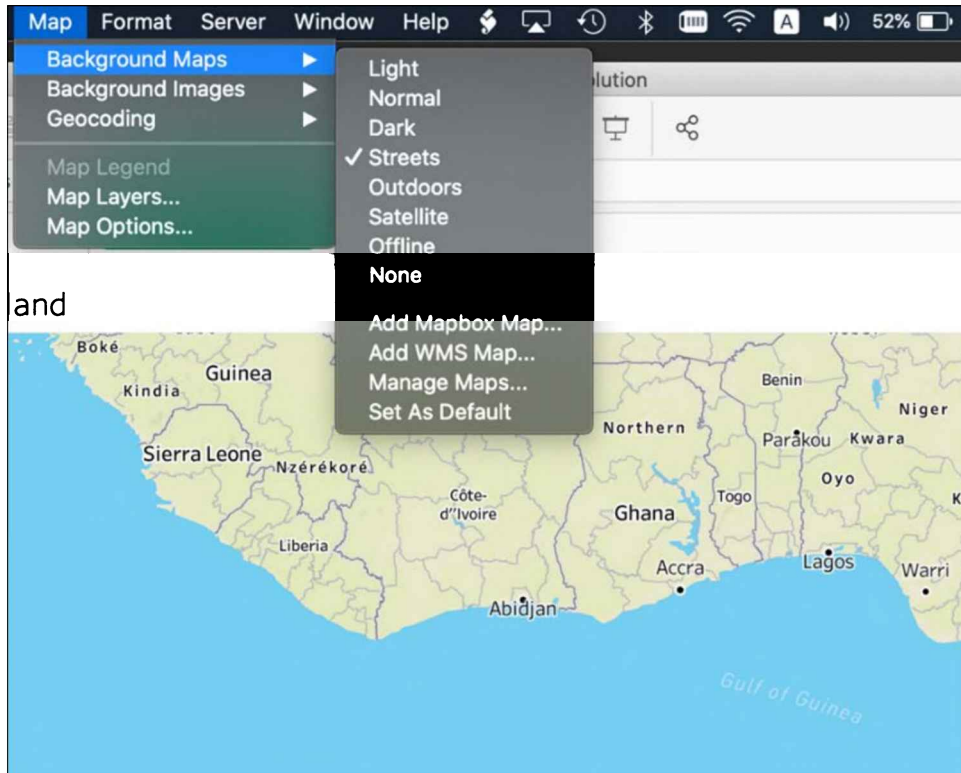 Map Format Server Window Help A 52%
Background Maps
Background Images
Geocoding
Map Legend
Map Layers...
Map Options...
lution
Light
Normal
Dark
Streets
Outdoors
Satellite
Offline
None
Add Mapbox Map...
Add WMS Map...
Manage Maps...
Set As Default
land
Boké
Guinea
Kindia
Benin
Niger
Northern
Parakou
Kwara
Sierra Leone
Nzérékoré
Oyo
K
Côte-
d''Ivoire
Togo
Ghana
Liberia
Accra
Lagos
Warri
Abidjan
Gulf of Guinea